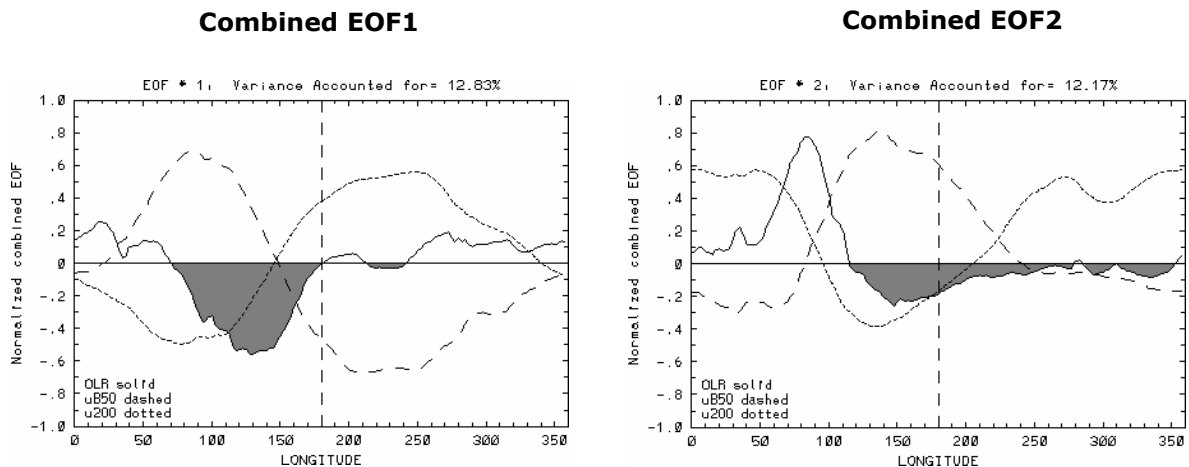 Combined EOF1
EOF * 1: Variance Accounted for= 12.83%
Normalized combined EOF
1.0
.8
.6
.4
.2
0
-.2
-.4
-.6
-.8
-1.0
OLR solid
u850 dashed
u200 dotted
0 50 100 150 200 250 300 350
LONGITUDE
Combined EOF2
EOF * 2: Variance Accounted for= 12.17%
Normalized combined EOF
1.0
.8
.6
.4
.2
0
-.2
-.4
-.6
-.8
-1.0
OLR solid
u850 dashed
u200 dotted
0 50 100 150 200 250 300 350
LONGITUDE